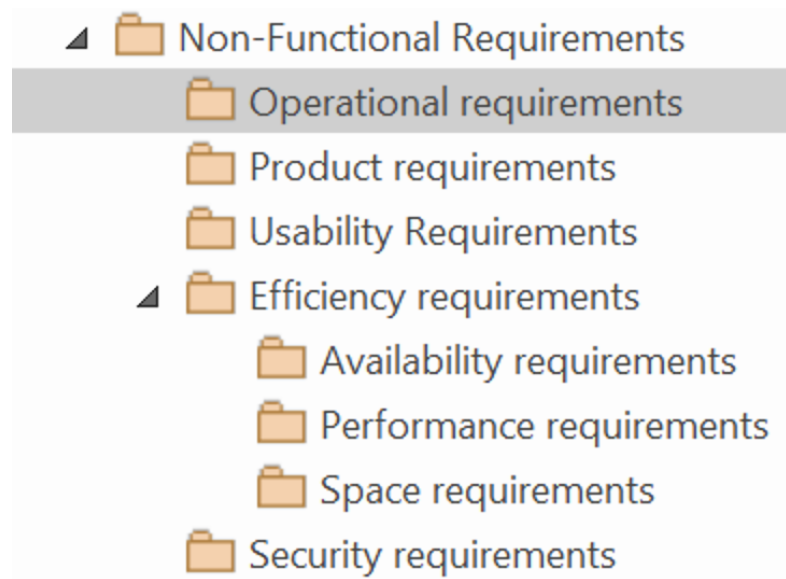 Non-Functional Requirements
Operational requirements
Product requirements
Usability Requirements
Efficiency requirements
Availability requirements
Performance requirements
Space requirements
Security requirements